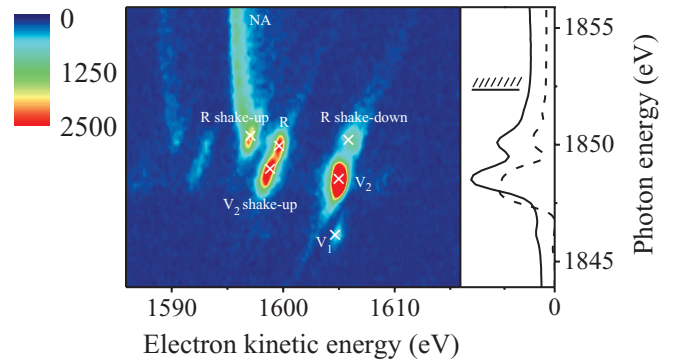 0
1250
2500
NA
R shake-up
R
R shake-down
V2 shake-up
V2
V1
1855
1850
1845
Photon energy (eV)
1590
1600
1610
0
Electron kinetic energy (eV)